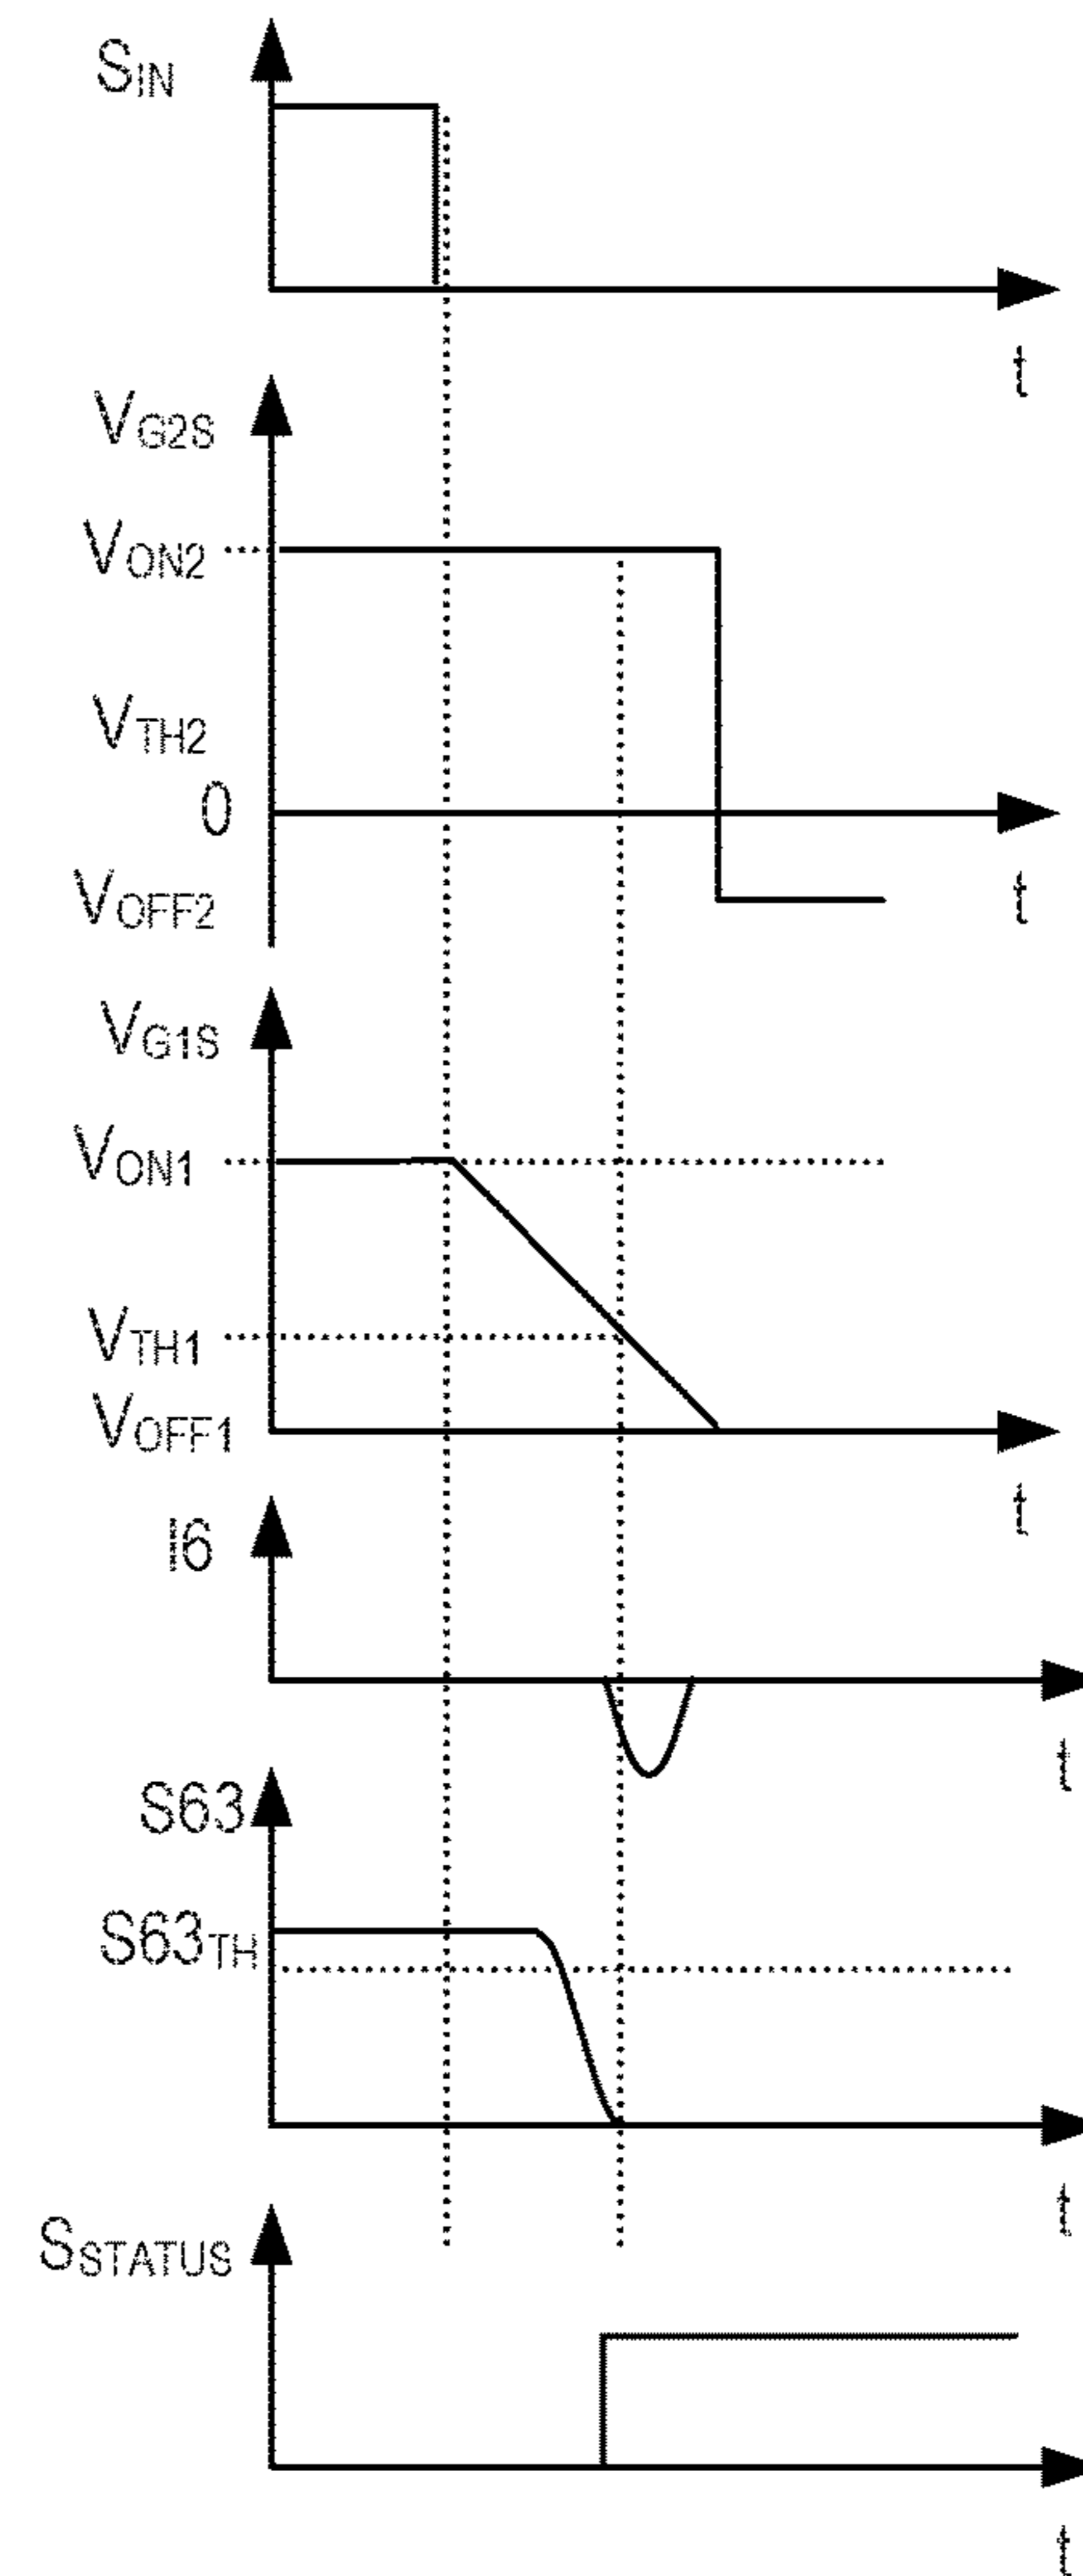 SIN
t
VG2S
VON2
VTH2
0
VOFF2
t
VG1S
VON1
VTH1
VOFF1
t
I6
t
S63
S63TH
t
SSTATUS
t